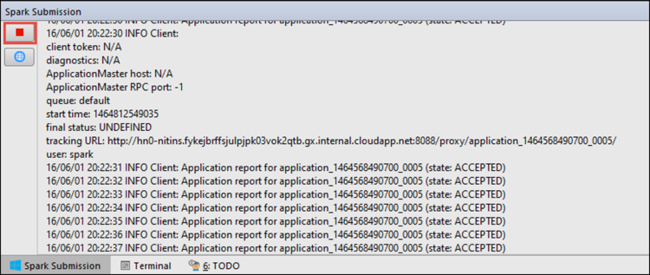 Spark Submission
16/06/01 20:22:30 INFO Client: Application report for application_1464568490700_0005 (state: ACCEPTED)
16/06/01 20:22:30 INFO Client:
client token: N/A
diagnostics: N/A
ApplicationMaster host: N/A
ApplicationMaster RPC port: -1
queue: default
start time: 1464812549035
final status: UNDEFINED
tracking URL: http://hn0-nitins.fykejbrffsjulpjpk03vok2qtb.gx.internal.cloudapp.net:8088/proxy/application_1464568490700_0005/
user: spark
16/06/01 20:22:31 INFO Client: Application report for application_1464568490700_0005 (state: ACCEPTED)
16/06/01 20:22:32 INFO Client: Application report for application_1464568490700_0005 (state: ACCEPTED)
16/06/01 20:22:33 INFO Client: Application report for application_1464568490700_0005 (state: ACCEPTED)
16/06/01 20:22:34 INFO Client: Application report for application_1464568490700_0005 (state: ACCEPTED)
16/06/01 20:22:35 INFO Client: Application report for application_1464568490700_0005 (state: ACCEPTED)
16/06/01 20:22:36 INFO Client: Application report for application_1464568490700_0005 (state: ACCEPTED)
16/06/01 20:22:37 INFO Client: Application report for application_1464568490700_0005 (state: ACCEPTED)
Spark Submission Terminal 6: TODO